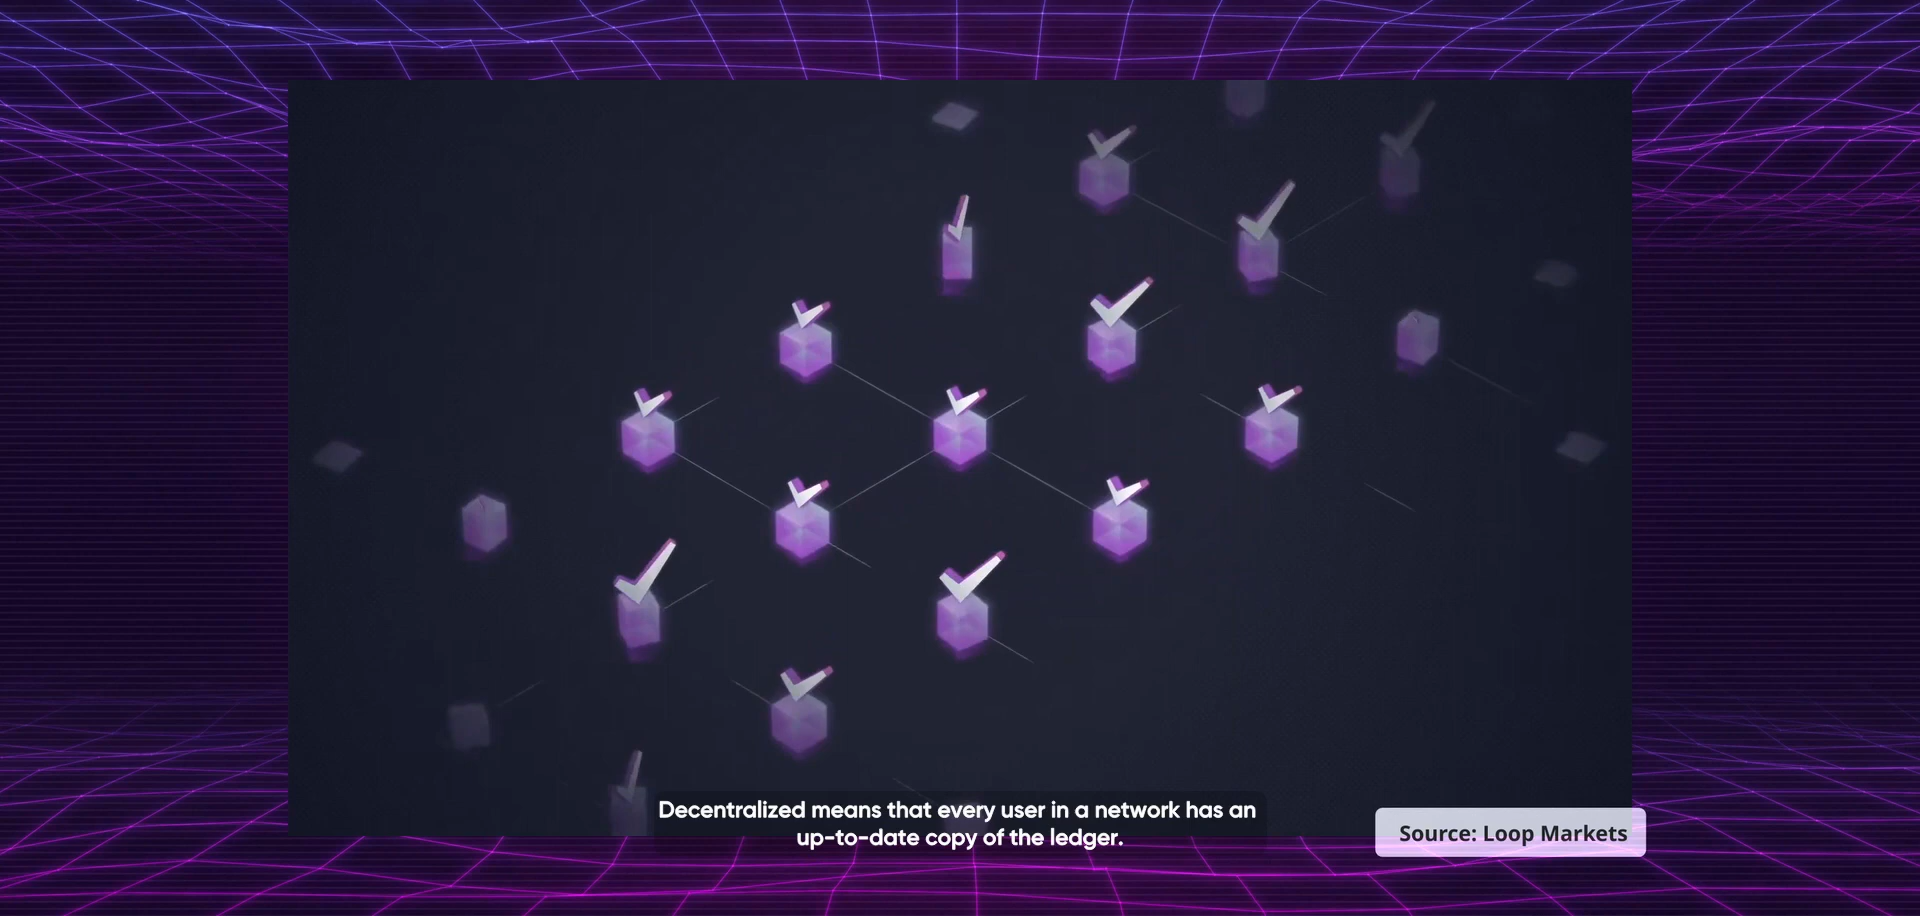 Decentralized means that every user in a network has an
up-to-date copy of the ledger.
Source: Loop Markets